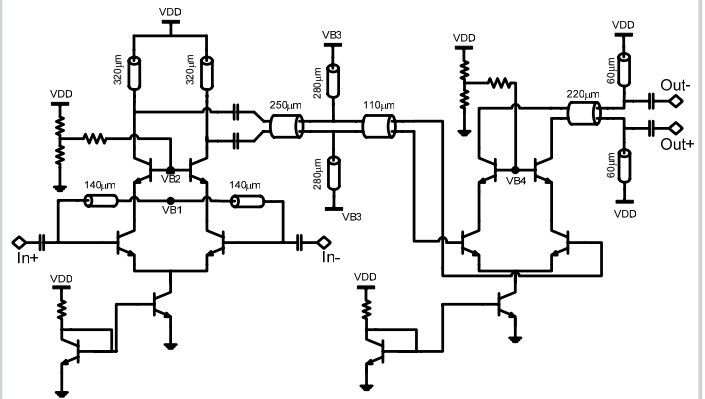 VDD
320µm
320µm
VDD
VB2
140µm
140µm
VB1
In+
In-
VDD
250µm
VB3
280µm
110µm
280µm
VB3
VDD
VDD
60µm
Out-
220µm
Out+
60µm
VDD
VB4
VDD